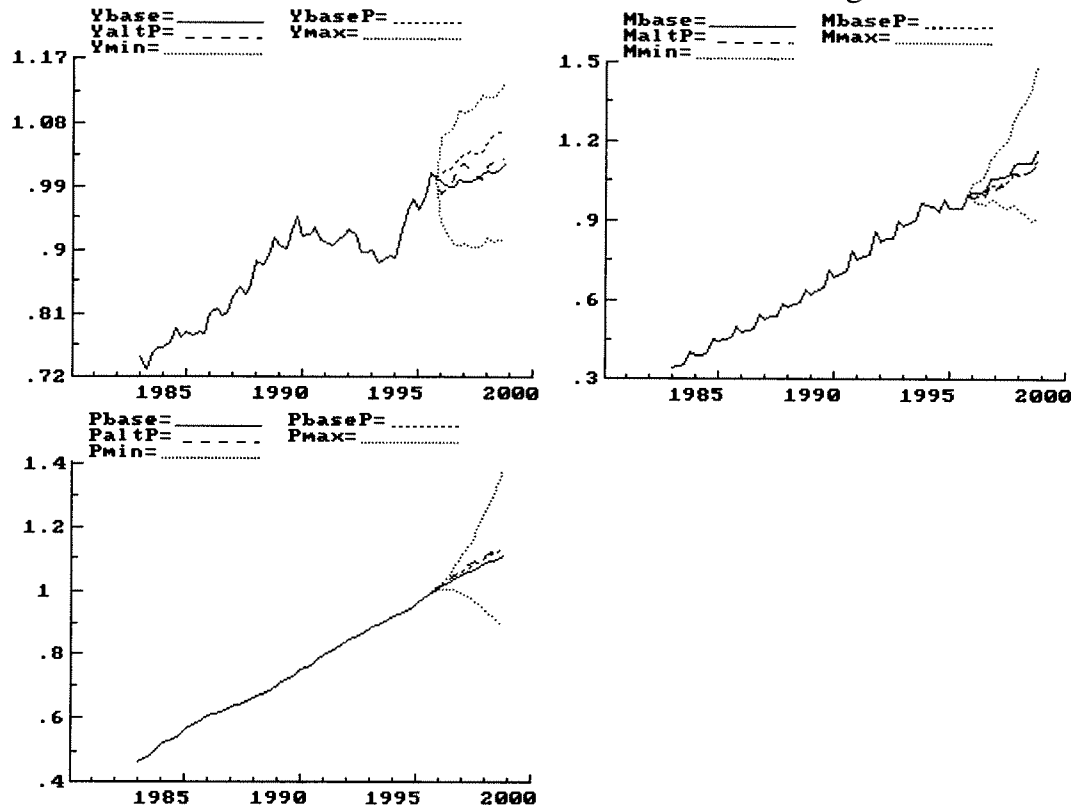 Ybase= YbaseP=
YaltP= Ymax=
Ymin=
1.17
1.08
.99
.9
.81
.72
1985 1990 1995 2000
Mbase= MbaseP=
MaltP= Mmax=
Mmin=
1.5
1.2
.9
.6
.3
1985 1990 1995 2000
Pbase= PbaseP=
PaltP= Pmax=
Pmin=
1.4
1.2
1
.8
.6
.4
1985 1990 1995 2000